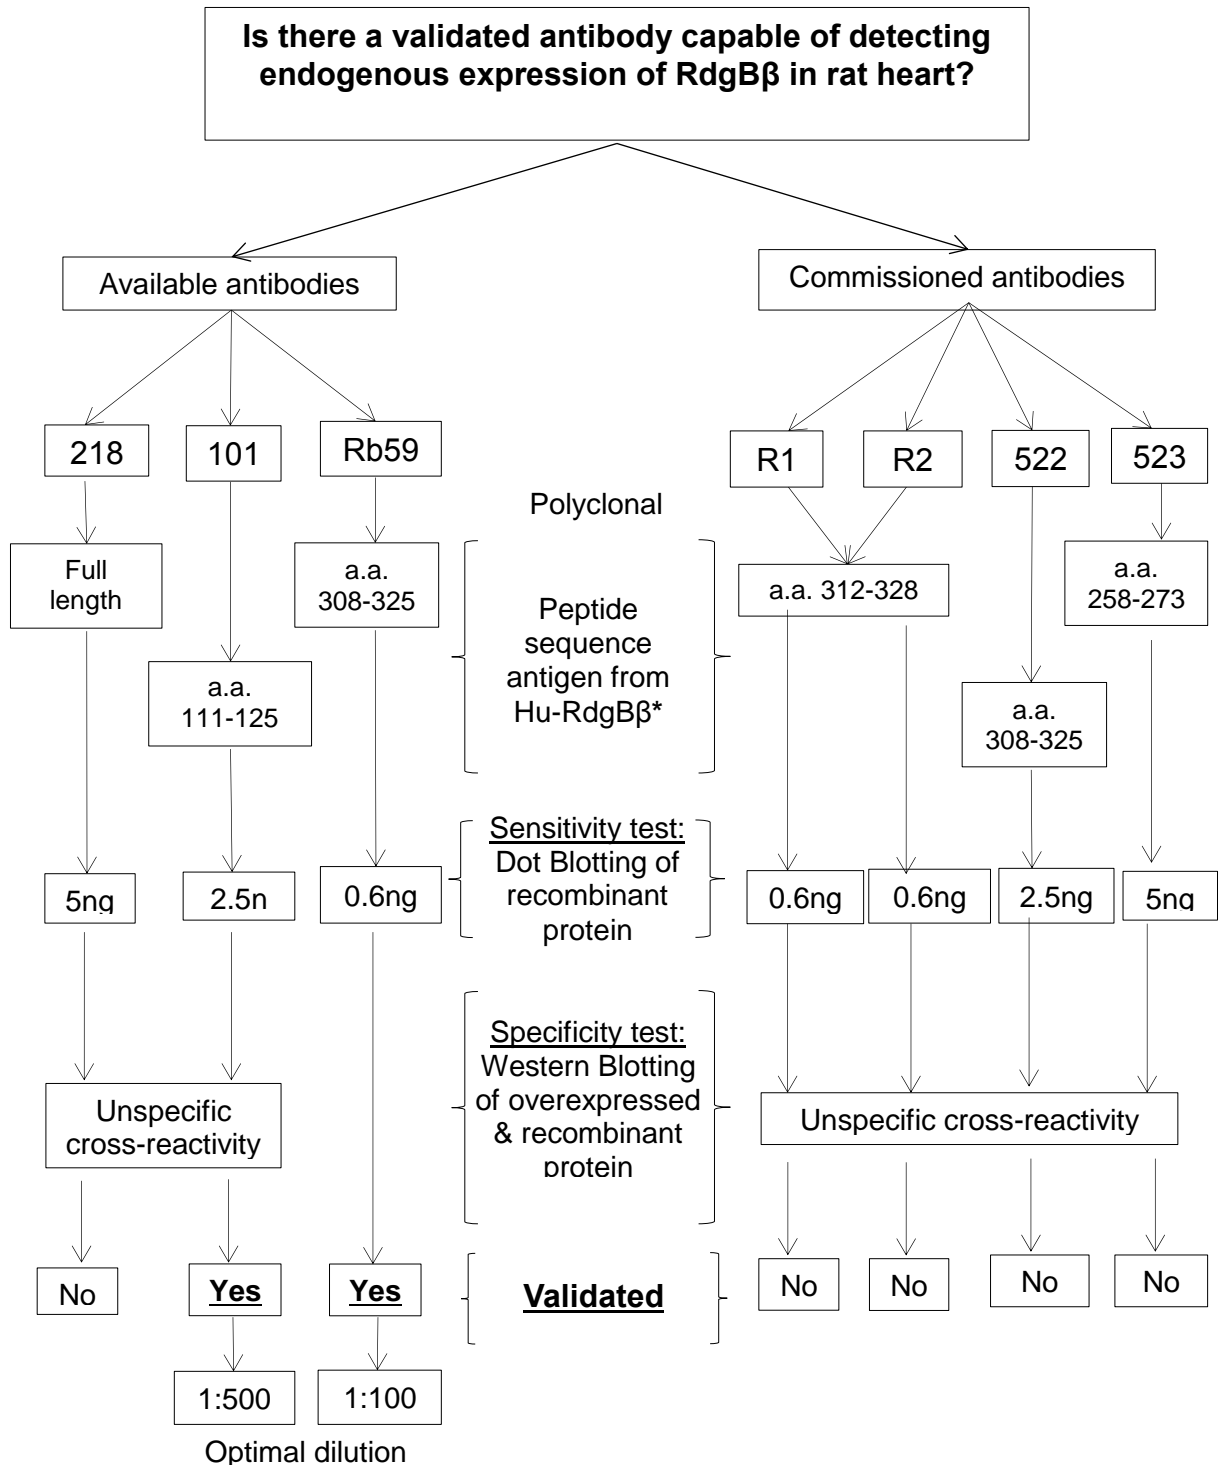 Is there a validated antibody capable of detecting
endogenous expression of RdgBβ in rat heart?
Available antibodies
Commissioned antibodies
218
101
Rb59
R1
R2
522
523
Polyclonal
Full
length
a.a.
308-325
a.a.
111-125
Peptide
sequence
antigen from
Hu-RdgBβ*
a.a. 312-328
a.a.
258-273
a.a.
308-325
Sensitivity test:
Dot Blotting of
recombinant
protein
5ng
2.5n
0.6ng
0.6ng
0.6ng
2.5ng
5ng
Specificity test:
Western Blotting
of overexpressed
& recombinant
protein
Unspecific
cross-reactivity
Unspecific cross-reactivity
No
Yes
Yes
Validated
No
No
No
No
1:500
1:100
Optimal dilution